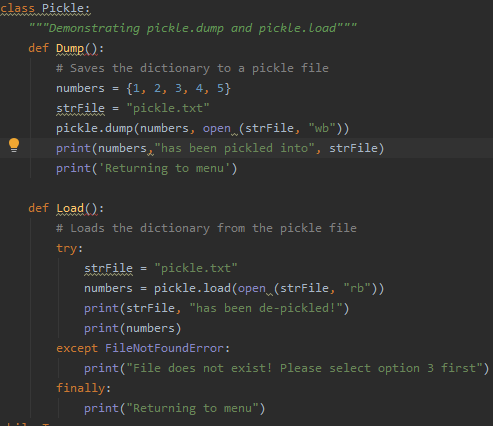 class Pickle:
    """Demonstrating pickle.dump and pickle.load"""
    def Dump():
        # Saves the dictionary to a pickle file
        numbers = {1, 2, 3, 4, 5}
        strFile = "pickle.txt"
        pickle.dump(numbers, open (strFile, "wb"))
        print(numbers,"has been pickled into", strFile)
        print('Returning to menu')

    def Load():
        # Loads the dictionary from the pickle file
        try:
            strFile = "pickle.txt"
            numbers = pickle.load(open (strFile, "rb"))
            print(strFile, "has been de-pickled!")
            print(numbers)
        except FileNotFoundError:
            print("File does not exist! Please select option 3 first")
        finally:
            print("Returning to menu")